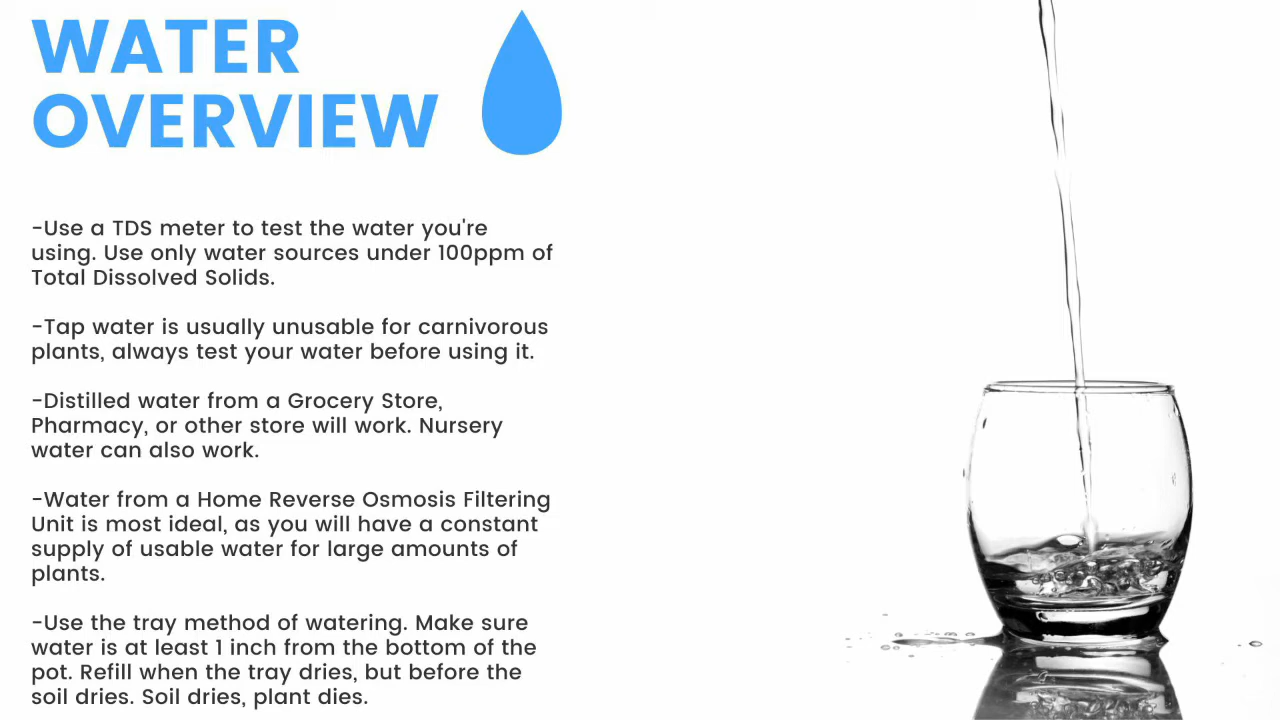 WATER
OVERVIEW
-Use a TDS meter to test the water you're
using. Use only water sources under 100ppm of
Total Dissolved Solids.
-Tap water is usually unusable for carnivorous
plants, always test your water before using it.
-Distilled water from a Grocery Store,
Pharmacy, or other store will work. Nursery
water can also work.
-Water from a Home Reverse Osmosis Filtering
Unit is most ideal, as you will have a constant
supply of usable water for large amounts of
plants.
-Use the tray method of watering. Make sure
water is at least 1 inch from the bottom of the
pot. Refill when the tray dries, but before the
soil dries. Soil dries, plant dies.